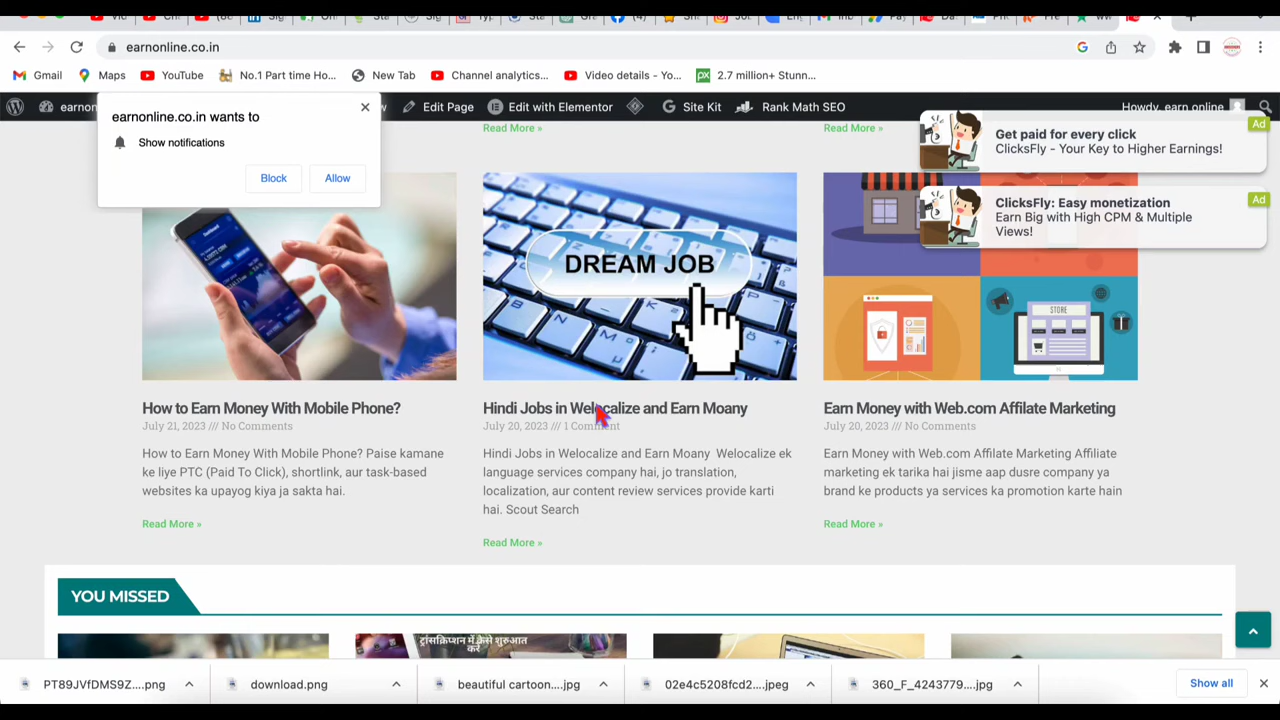 earnonline.co.in
Gmail
Maps
YouTube
No.1 Part time Ho...
New Tab
Channel analytics...
Video details - Yo...
2.7 million+ Stunn...
Edit Page
Edit with Elementor
Site Kit
Rank Math SEO
Howdy, earn online
earnonline.co.in wants to
Show notifications
Block
Allow
Read More »
Read More »
Ad
Get paid for every click
ClicksFly - Your Key to Higher Earnings!
Ad
ClicksFly: Easy monetization
Earn Big with High CPM & Multiple
Views!
DREAM JOB
STORE
How to Earn Money With Mobile Phone?
July 21, 2023 /// No Comments
How to Earn Money With Mobile Phone? Paise kamane
ke liye PTC (Paid To Click), shortlink, aur task-based
websites ka upayog kiya ja sakta hai.
Read More »
Hindi Jobs in Welocalize and Earn Moany
July 20, 2023 /// 1 Comment
Hindi Jobs in Welocalize and Earn Moany Welocalize ek
language services company hai, jo translation,
localization, aur content review services provide karti
hai. Scout Search
Read More »
Earn Money with Web.com Affilate Marketing
July 20, 2023 /// No Comments
Earn Money with Web.com Affilate Marketing Affiliate
marketing ek tarika hai jisme aap dusre company ya
brand ke products ya services ka promotion karte hain
Read More »
YOU MISSED
ट्रांसक्रिप्शन में कैसे शुरुआत
करें
PT89JVfDMS9Z....png
download.png
beautiful cartoon....jpg
02e4c5208fcd2...jpeg
360_F_4243779....jpg
Show all